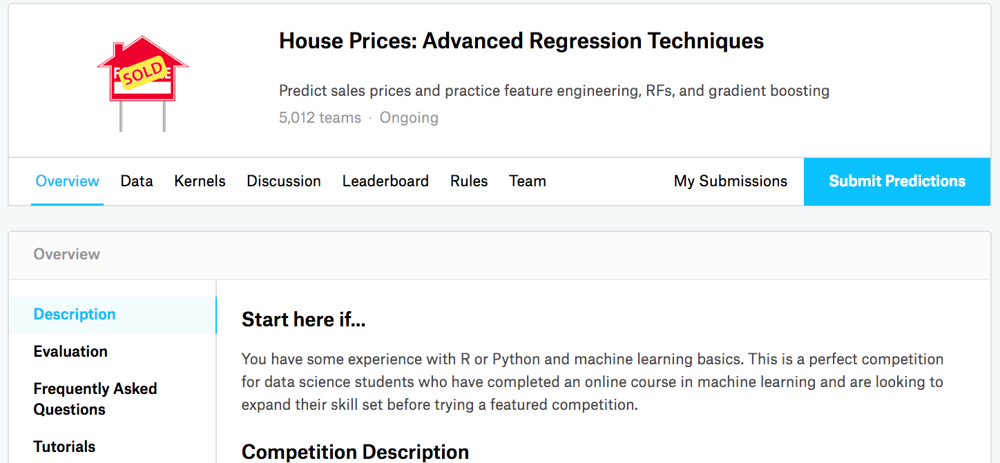 SOLD
House Prices: Advanced Regression Techniques
Predict sales prices and practice feature engineering, RFs, and gradient boosting
5,012 teams · Ongoing
Overview Data Kernels Discussion Leaderboard Rules Team My Submissions Submit Predictions
Overview
Description
Evaluation
Frequently Asked
Questions
Tutorials
Start here if...
You have some experience with R or Python and machine learning basics. This is a perfect competition
for data science students who have completed an online course in machine learning and are looking to
expand their skill set before trying a featured competition.
Competition Description